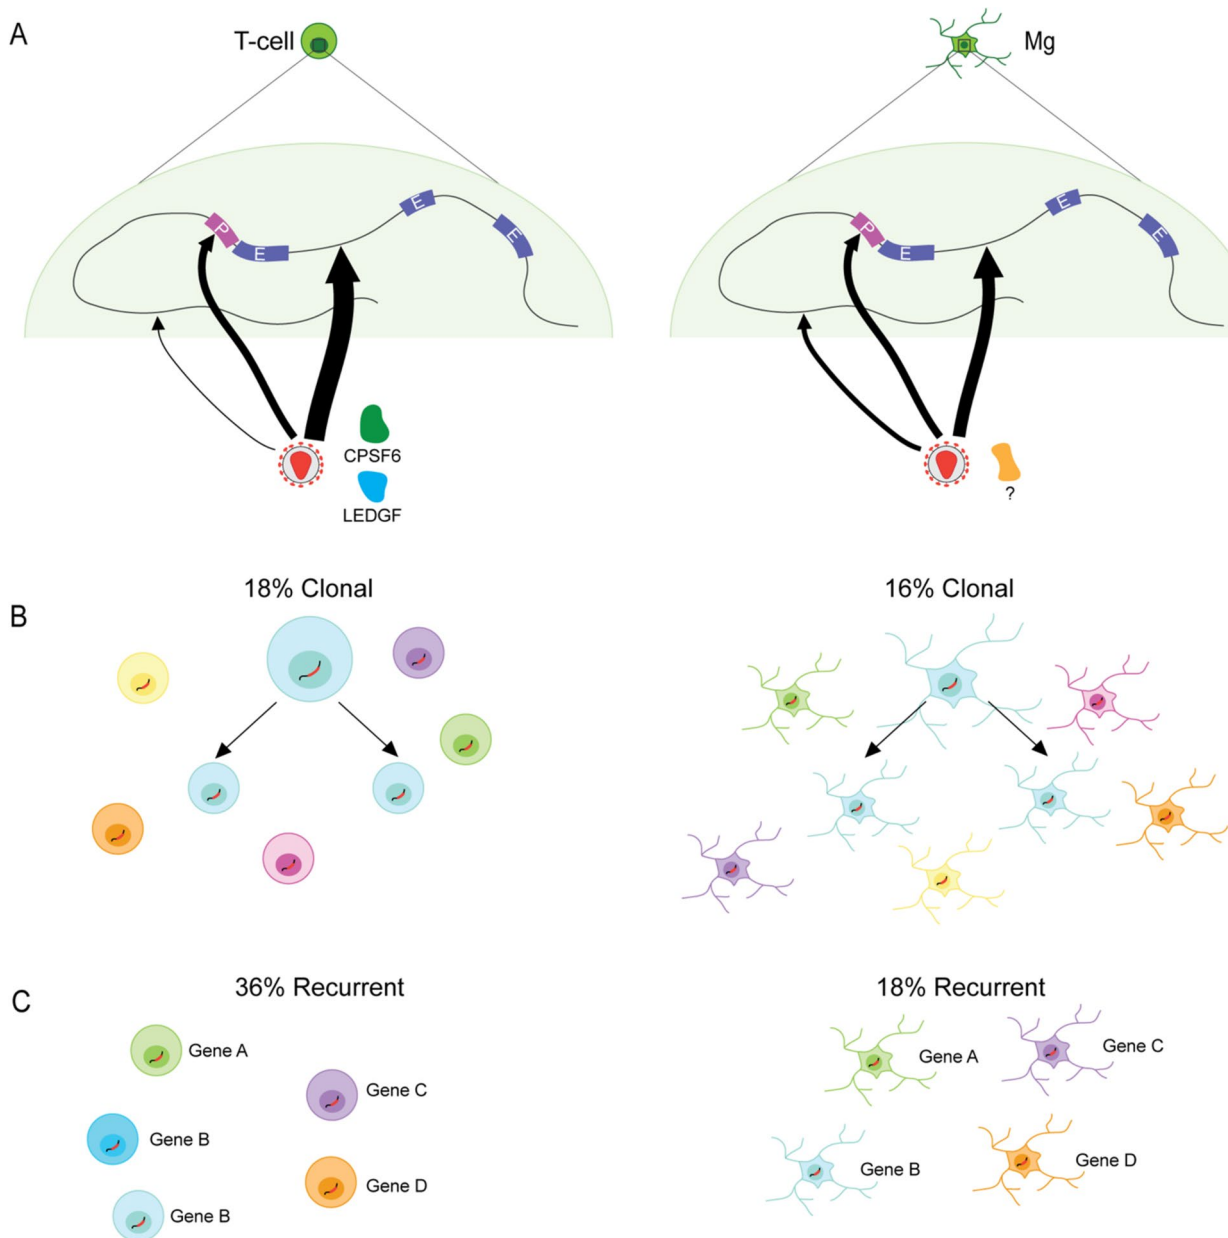 A
T-cell
Mg
P
E
E
E
P
E
E
E
CPSF6
LEDGF
?
B
18% Clonal
16% Clonal
C
36% Recurrent
18% Recurrent
Gene A
Gene C
Gene B
Gene D
Gene B
Gene A
Gene C
Gene B
Gene D